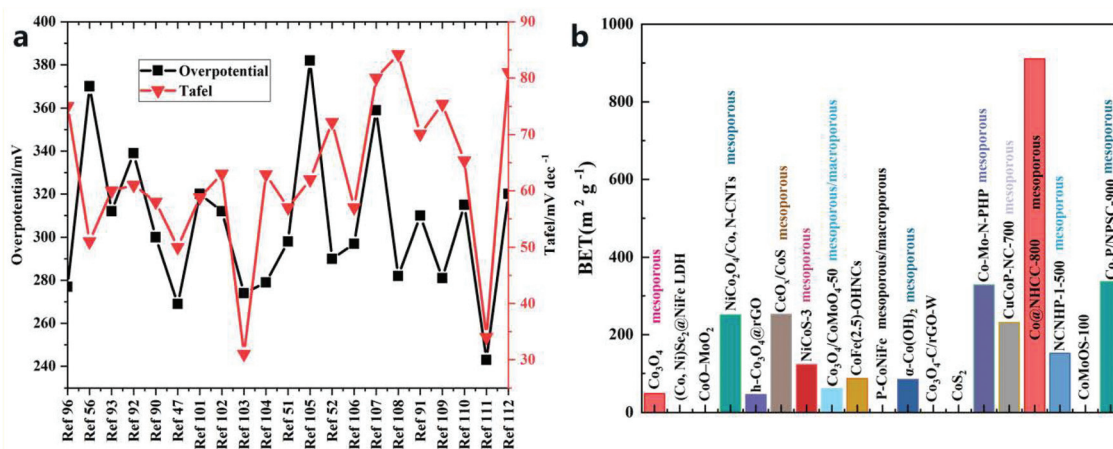 a
400
380
360
340
320
300
280
260
240
Overpotential/mV
Overpotential
Tafel
90
80
70
60
50
40
30
Tafel/mV dec⁻¹
Ref 96
Ref 56
Ref 93
Ref 92
Ref 90
Ref 47
Ref 101
Ref 102
Ref 103
Ref 104
Ref 51
Ref 105
Ref 52
Ref 106
Ref 107
Ref 108
Ref 91
Ref 109
Ref 110
Ref 111
Ref 112
b
1000
800
600
400
200
0
BET(m² g⁻¹)
Co₃O₄ mesoporous
(Co, Ni)Se₂@NiFe LDH
CoO–MoO₂
NiCo₂O₄/Co, N-CNTs mesoporous
h-Co₃O₄@rGO
CeOₓ/CoS mesoporous
NiCoS-3 mesoporous
Co₃O₄/CoMoO₄-50 mesoporous/macroporous
CoFe(2.5)-OHNCs
P-CoNiFe mesoporous/macroporous
α-Co(OH)₂ mesoporous
Co₃O₄-C/rGO-W
CoS₂
Co-Mo-N-PHP mesoporous
CuCoP-NC-700 mesoporous
Co@NHCC-800 mesoporous
NCNHP-1-500 mesoporous
CoMoOS-100
Co-P/NPSC-900 mesoporous